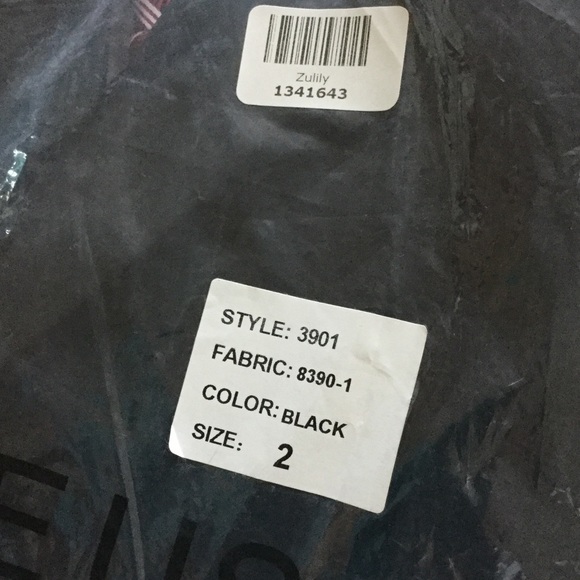 Zulily
1341643
STYLE: 3901
FABRIC: 8390-1
COLOR: BLACK
SIZE: 2